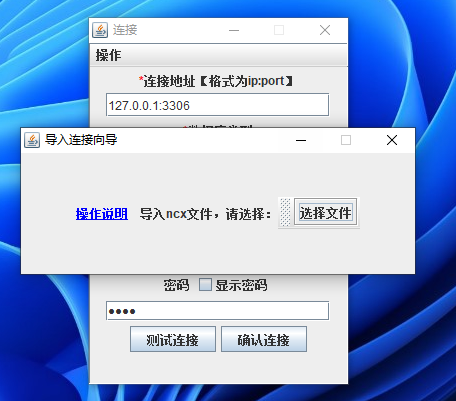 连接
操作
*连接地址【格式为ip:port】
127.0.0.1:3306
导入连接向导
操作说明 导入ncx文件，请选择： 选择文件
密码 显示密码
测试连接 确认连接